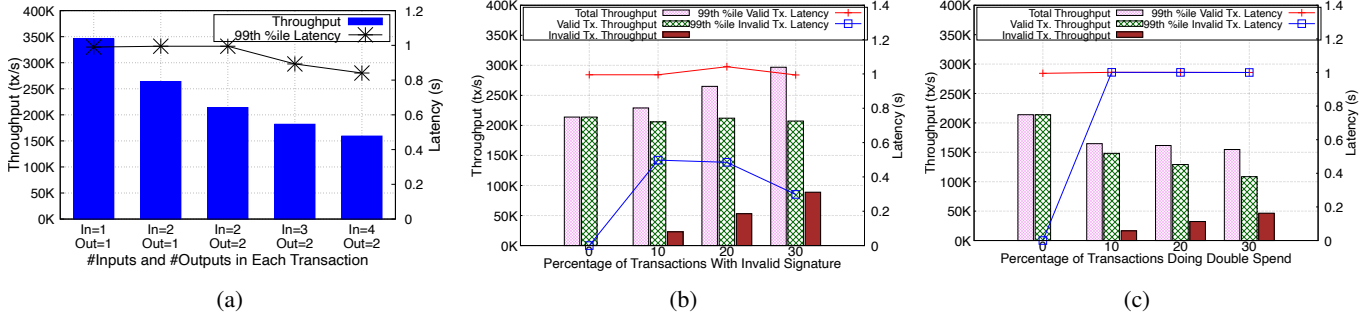 400K
350K
300K
250K
200K
150K
100K
50K
0K
Throughput (tx/s)
Throughput
99th %ile Latency
1.2
1
0.8
0.6
0.4
0.2
0
Latency (s)
In=1 In=2 In=2 In=3 In=4
Out=1 Out=1 Out=2 Out=2 Out=2
#Inputs and #Outputs in Each Transaction
(a)
400K
350K
300K
250K
200K
150K
100K
50K
0K
Throughput (tx/s)
Total Throughput
Valid Tx. Throughput
Invalid Tx. Throughput
99th %ile Valid Tx. Latency
99th %ile Invalid Tx. Latency
1.4
1.2
1
0.8
0.6
0.4
0.2
0
Latency (s)
0 10 20 30
Percentage of Transactions With Invalid Signature
(b)
400K
350K
300K
250K
200K
150K
100K
50K
0K
Throughput (tx/s)
Total Throughput
Valid Tx. Throughput
Invalid Tx. Throughput
99th %ile Valid Tx. Latency
99th %ile Invalid Tx. Latency
1.4
1.2
1
0.8
0.6
0.4
0.2
0
Latency (s)
0 10 20 30
Percentage of Transactions Doing Double Spend
(c)